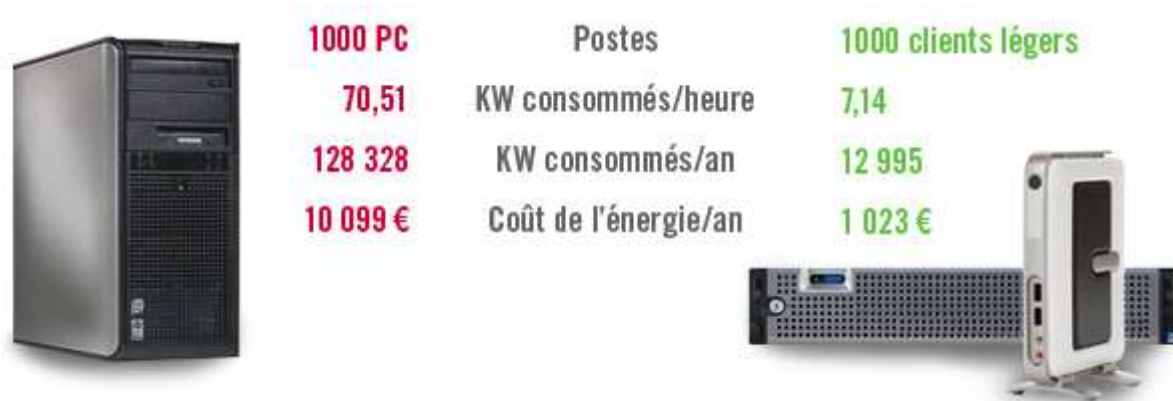 1000 PC Postes 1000 clients légers
70,51 KW consommés/heure 7,14
128 328 KW consommés/an 12 995
10 099 € Coût de l'énergie/an 1 023 €